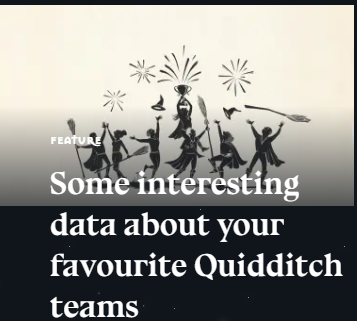 FEATURE
Some interesting
data about your
favourite Quidditch
teams